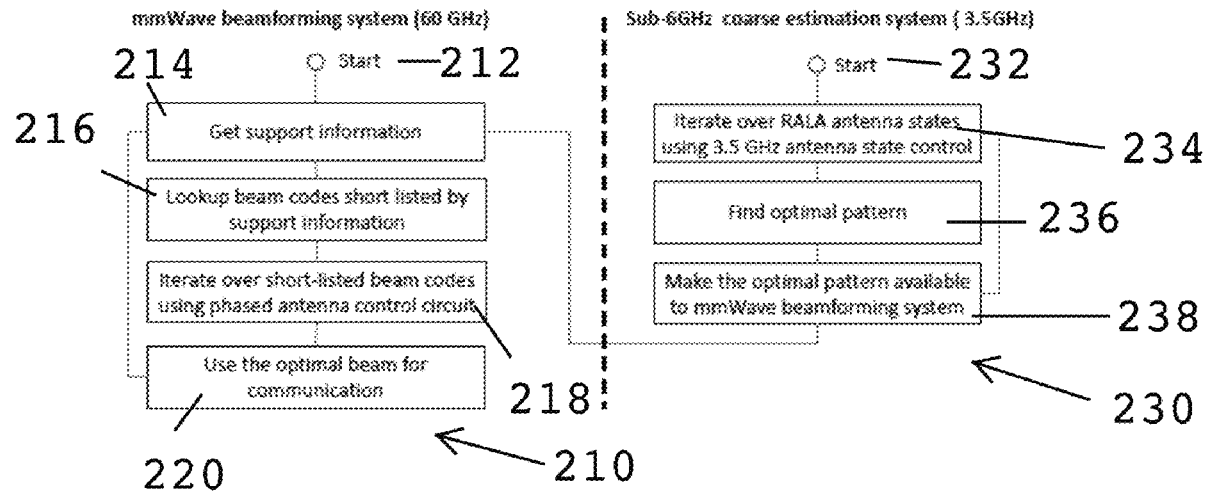 mmWave beamforming system (60 GHz)
Start
212
214
Get support information
216
Lookup beam codes short listed by
support information
Iterate over short-listed beam codes
using phased antenna control circuit
218
Use the optimal beam for
communication
220
210
Sub-6GHz coarse estimation system ( 3.5GHz)
Start
232
Iterate over RALA antenna states
using 3.5 GHz antenna state control
234
Find optimal pattern
236
Make the optimal pattern available
to mmWave beamforming system
238
230